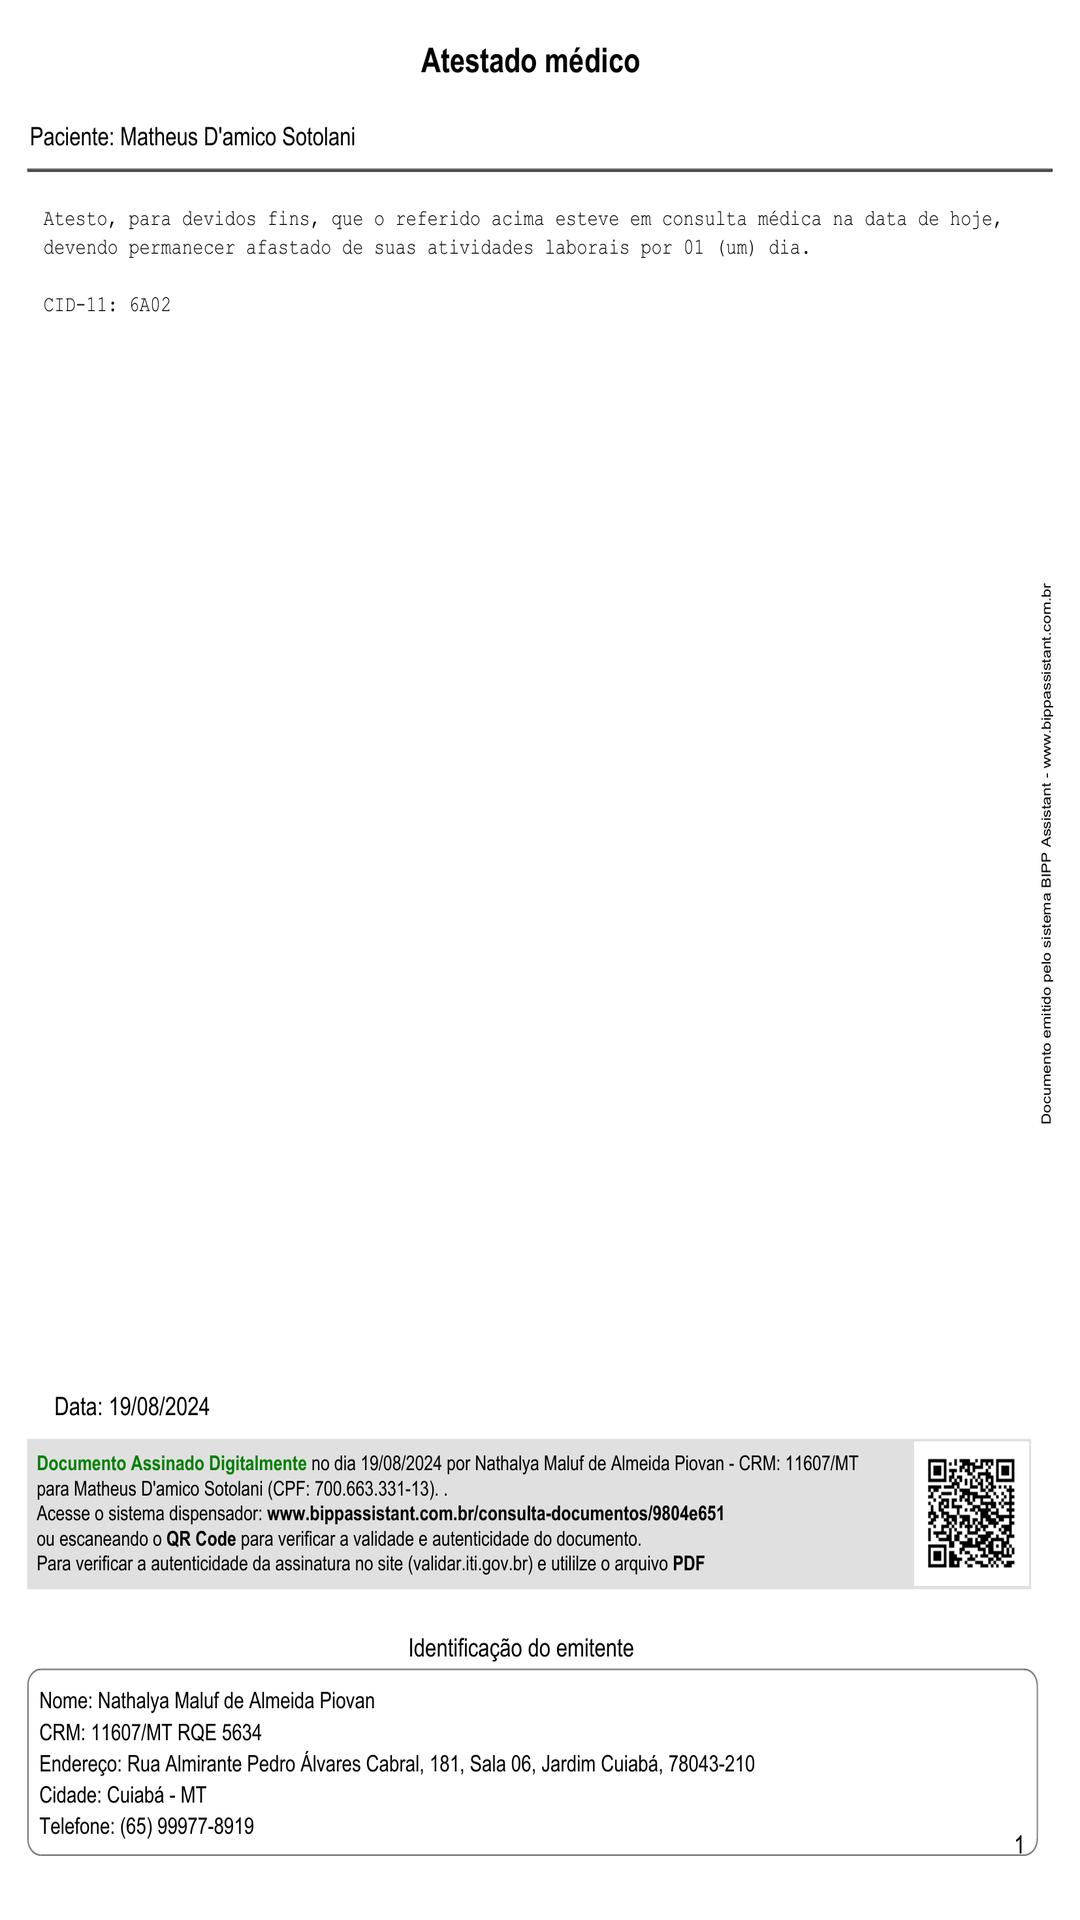 Atestado médico
Paciente: Matheus D'amico Sotolani
Atesto, para devidos fins, que o referido acima esteve em consulta médica na data de hoje,
devendo permanecer afastado de suas atividades laborais por 01 (um) dia.
CID-11: 6A02
Documento emitido pelo sistema BIPP Assistant - www.bippassistant.com.br
Data: 19/08/2024
Documento Assinado Digitalmente no dia 19/08/2024 por Nathalya Maluf de Almeida Piovan - CRM: 11607/MT
para Matheus D'amico Sotolani (CPF: 700.663.331-13). .
Acesse o sistema dispensador: www.bippassistant.com.br/consulta-documentos/9804e651
ou escaneando o QR Code para verificar a validade e autenticidade do documento.
Para verificar a autenticidade da assinatura no site (validar.iti.gov.br) e utililze o arquivo PDF
Identificação do emitente
Nome: Nathalya Maluf de Almeida Piovan
CRM: 11607/MT RQE 5634
Endereço: Rua Almirante Pedro Álvares Cabral, 181, Sala 06, Jardim Cuiabá, 78043-210
Cidade: Cuiabá - MT
Telefone: (65) 99977-8919
1